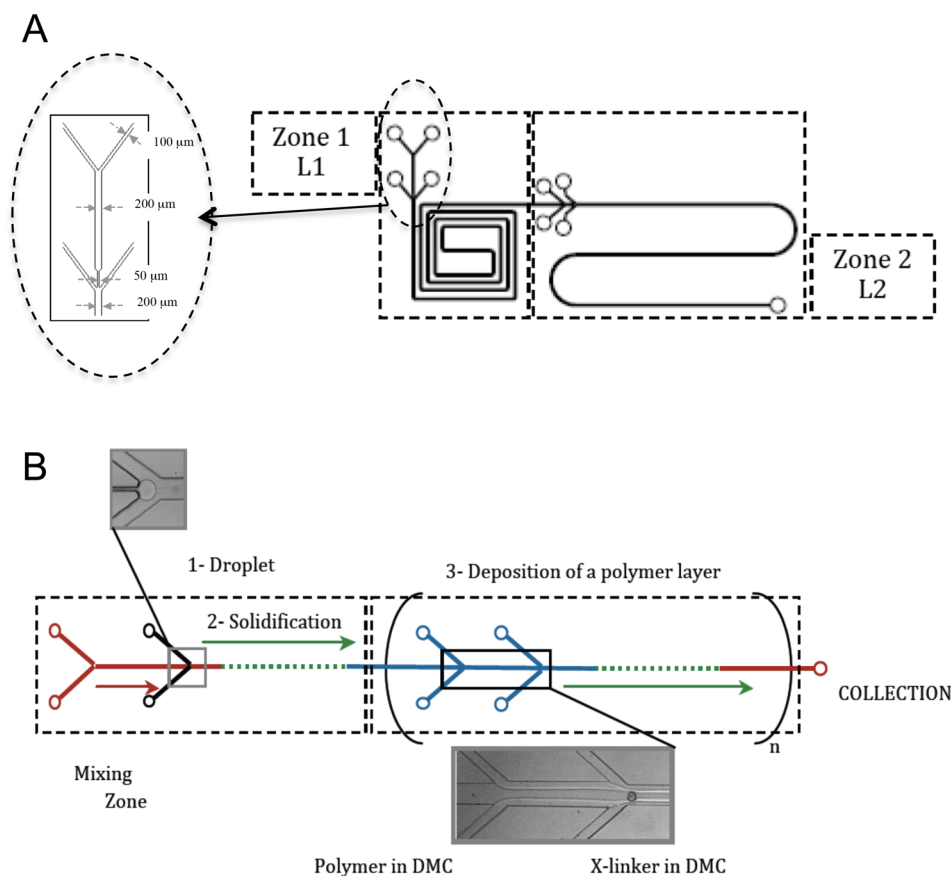 A
100 µm
200 µm
50 µm
200 µm
Zone 1
L1
Zone 2
L2
B
1- Droplet
2- Solidification
3- Deposition of a polymer layer
COLLECTION
n
Mixing
Zone
Polymer in DMC
X-linker in DMC